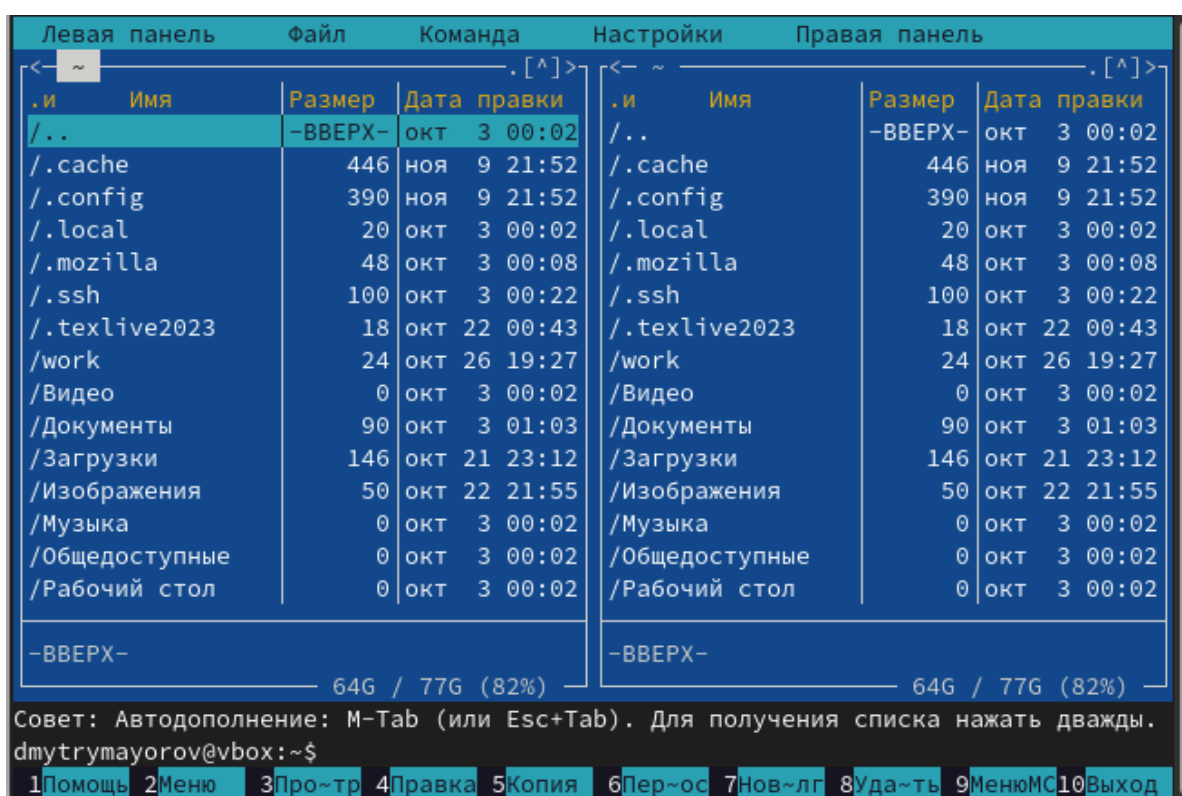 Левая панель Файл Команда Настройки Правая панель
<- ~ .[^]> <- ~ .[^]>
.и Имя Размер Дата правки .и Имя Размер Дата правки
/.. -ВВЕРХ- окт 3 00:02 /.. -ВВЕРХ- окт 3 00:02
/.cache 446 ноя 9 21:52 /.cache 446 ноя 9 21:52
/.config 390 ноя 9 21:52 /.config 390 ноя 9 21:52
/.local 20 окт 3 00:02 /.local 20 окт 3 00:02
/.mozilla 48 окт 3 00:08 /.mozilla 48 окт 3 00:08
/.ssh 100 окт 3 00:22 /.ssh 100 окт 3 00:22
/.texlive2023 18 окт 22 00:43 /.texlive2023 18 окт 22 00:43
/work 24 окт 26 19:27 /work 24 окт 26 19:27
/Видео 0 окт 3 00:02 /Видео 0 окт 3 00:02
/Документы 90 окт 3 01:03 /Документы 90 окт 3 01:03
/Загрузки 146 окт 21 23:12 /Загрузки 146 окт 21 23:12
/Изображения 50 окт 22 21:55 /Изображения 50 окт 22 21:55
/Музыка 0 окт 3 00:02 /Музыка 0 окт 3 00:02
/Общедоступные 0 окт 3 00:02 /Общедоступные 0 окт 3 00:02
/Рабочий стол 0 окт 3 00:02 /Рабочий стол 0 окт 3 00:02
-ВВЕРХ- -ВВЕРХ-
64G / 77G (82%) 64G / 77G (82%)
Совет: Автодополнение: M-Tab (или Esc+Tab). Для получения списка нажать дважды.
dmytrymayorov@vbox:~$
1Помощь 2Меню 3Про~тр 4Правка 5Копия 6Пер~ос 7Нов~лг 8Уда~ть 9МенюMC10Выход